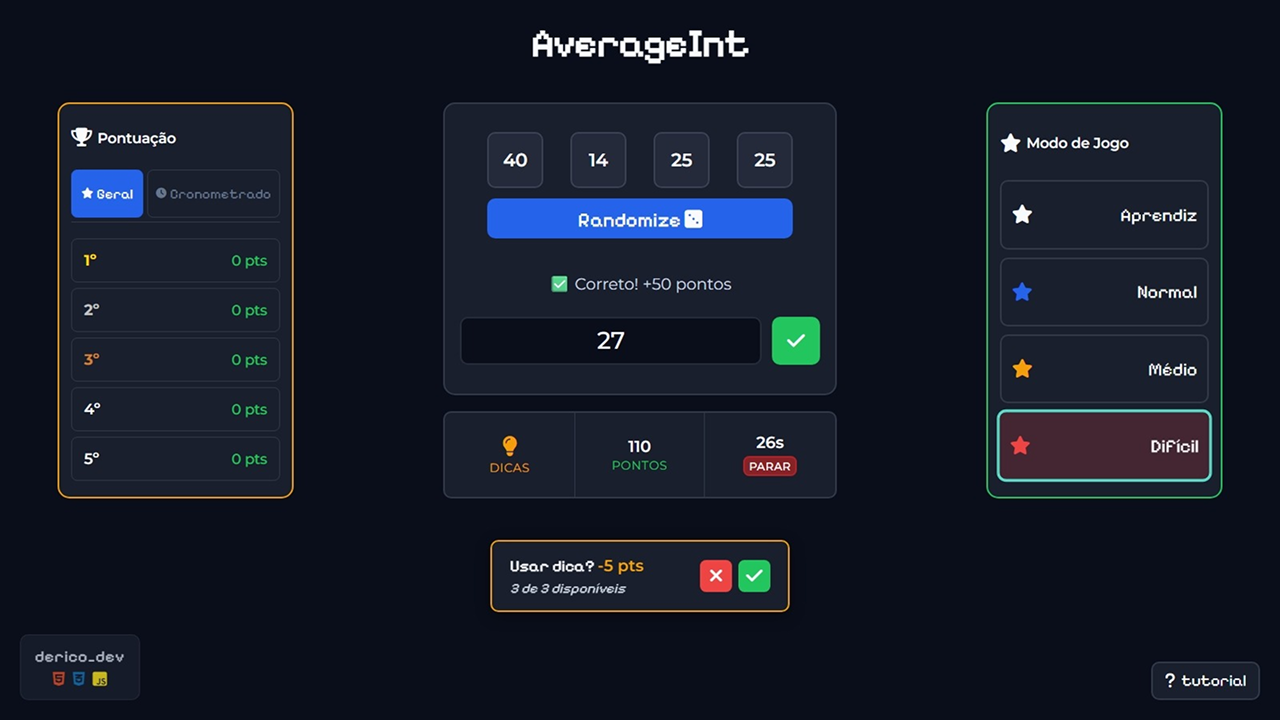 AverageInt
Pontuação
Geral
Cronometrado
1º 0 pts
2º 0 pts
3º 0 pts
4º 0 pts
5º 0 pts
40 14 25 25
Randomize
Correto! +50 pontos
27
DICAS
110
PONTOS
26s
PARAR
Usar dica? -5 pts
3 de 3 disponíveis
Modo de Jogo
Aprendiz
Normal
Médio
Difícil
derico_dev
JS
? tutorial